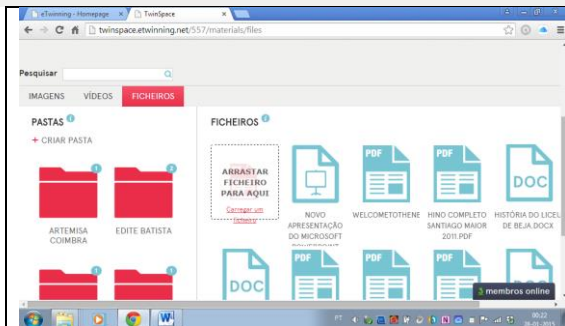 eTwinning - Homepage
TwinSpace
twinspace.etwinning.net/557/materials/files
Pesquisar
IMAGENS
VÍDEOS
FICHEIROS
PASTAS
+ CRIAR PASTA
ARTEMISA
COIMBRA
EDITE BATISTA
FICHEIROS
ARRASTAR
FICHEIRO
PARA AQUI
Carregar um
ficheiro
NOVO
APRESENTAÇÃO
DO MICROSOFT
POWERPOINT
PDF
WELCOMETOTHENE
PDF
HINO COMPLETO
SANTIAGO MAIOR
2011.PDF
DOC
HISTÓRIA DO LICEU
DE BEJA.DOCX
DOC
PDF
PDF
PDF
PDF
membros online
PT
00:22